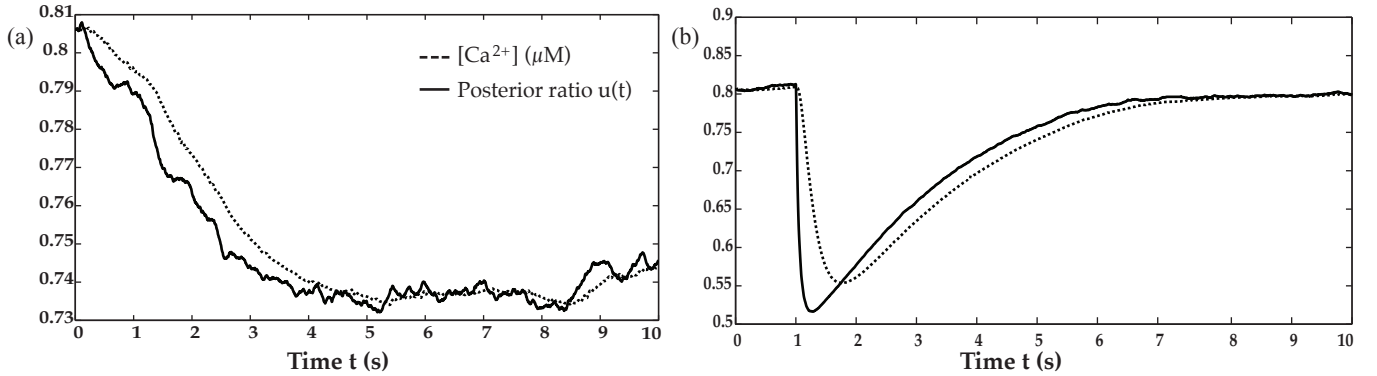 (a)
0.81
0.8
0.79
0.78
0.77
0.76
0.75
0.74
0.73
0 1 2 3 4 5 6 7 8 9 10
Time t (s)
[Ca²⁺] (µM)
Posterior ratio u(t)
(b)
0.9
0.8
0.75
0.7
0.65
0.6
0.55
0.5
0 1 2 3 4 5 6 7 8 9 10
Time t (s)